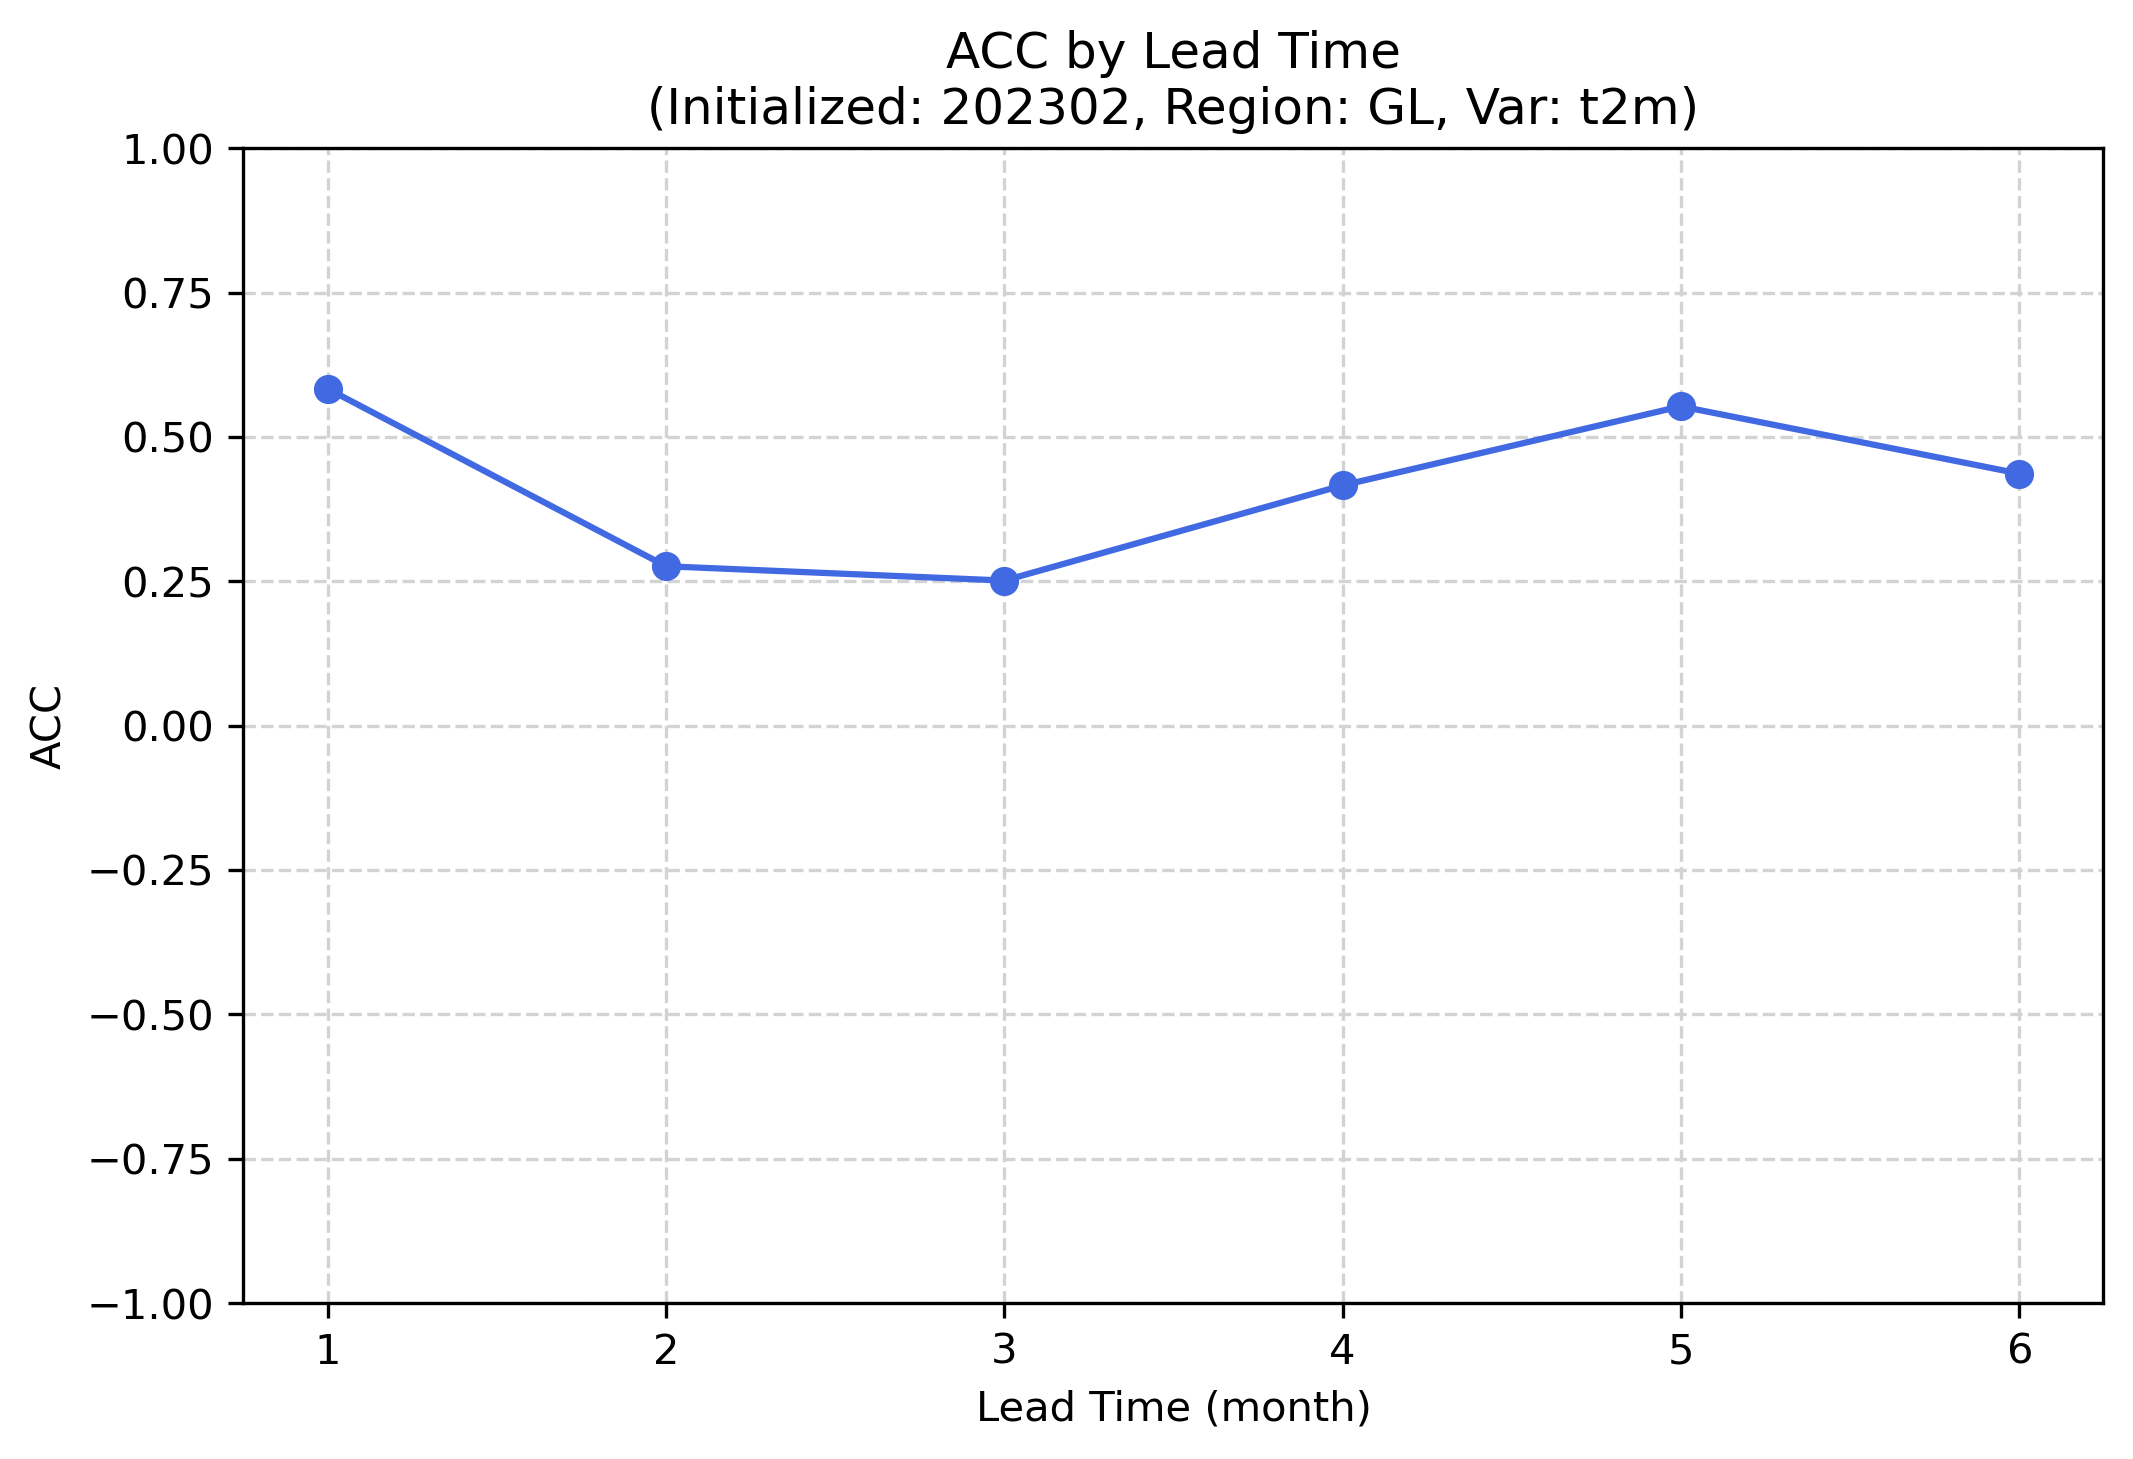 ACC by Lead Time
(Initialized: 202302, Region: GL, Var: t2m)
1.00
0.75
0.50
0.25
0.00
−0.25
−0.50
−0.75
−1.00
ACC
1 2 3 4 5 6
Lead Time (month)